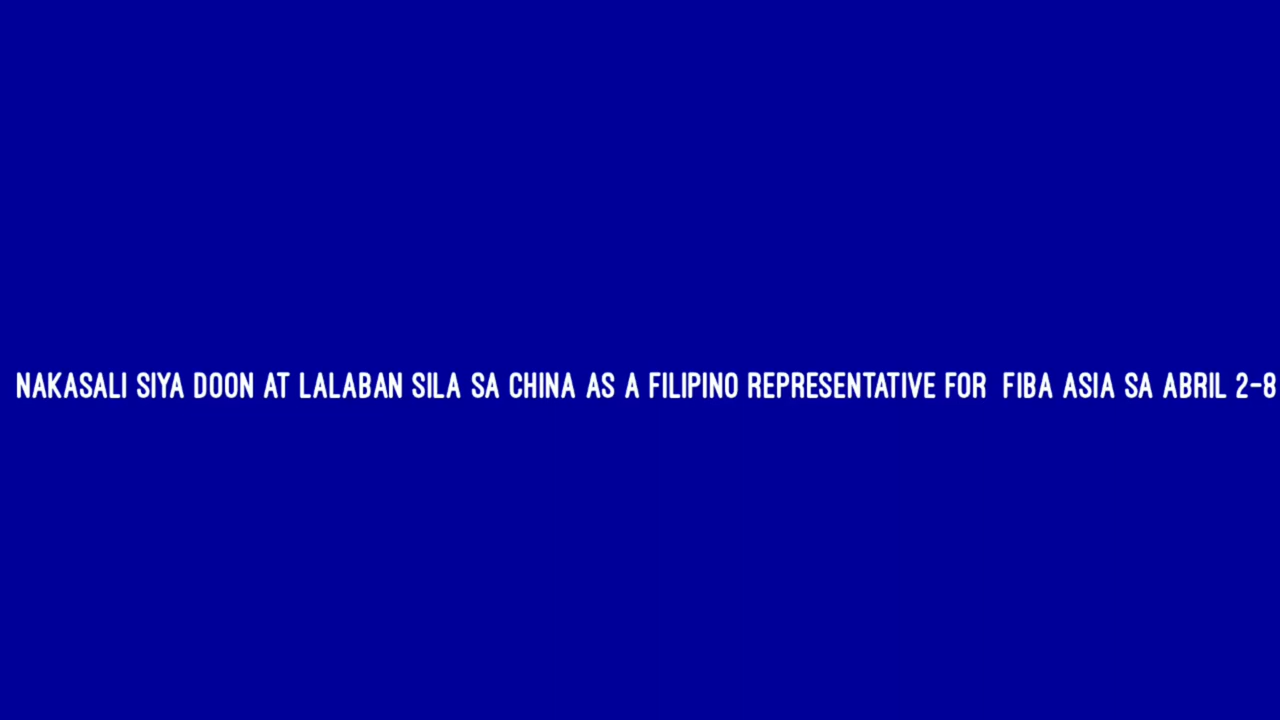 NAKASALI SIYA DOON AT LALABAN SILA SA CHINA AS A FILIPINO REPRESENTATIVE FOR  FIBA ASIA SA ABRIL 2-8